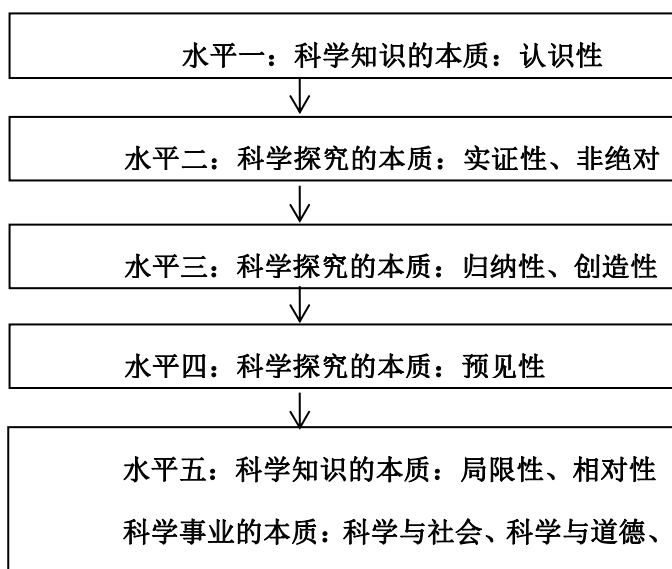 水平一：科学知识的本质：认识性
水平二：科学探究的本质：实证性、非绝对
水平三：科学探究的本质：归纳性、创造性
水平四：科学探究的本质：预见性
水平五：科学知识的本质：局限性、相对性
科学事业的本质：科学与社会、科学与道德、